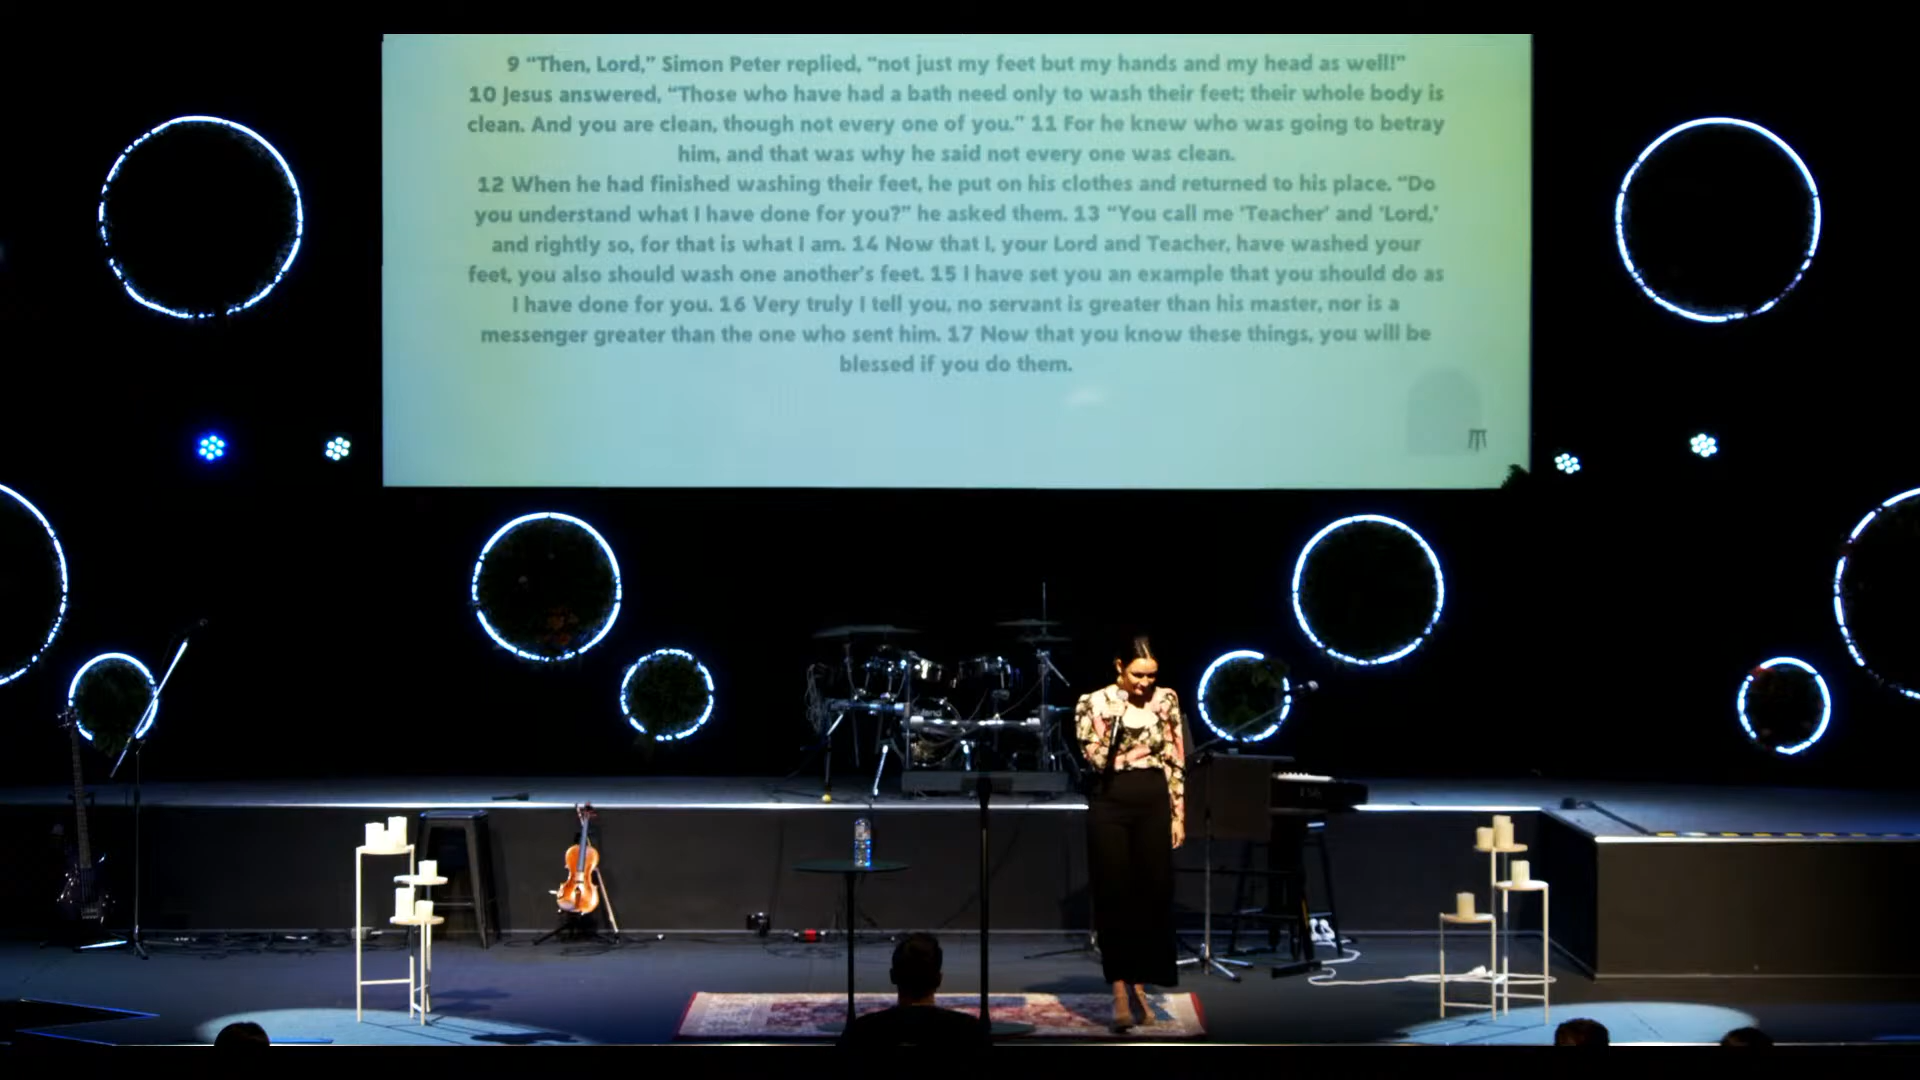 9 “Then, Lord,” Simon Peter replied, “not just my feet but my hands and my head as well!”
10 Jesus answered, “Those who have had a bath need only to wash their feet; their whole body is
clean. And you are clean, though not every one of you.” 11 For he knew who was going to betray
him, and that was why he said not every one was clean.
12 When he had finished washing their feet, he put on his clothes and returned to his place. “Do
you understand what I have done for you?” he asked them. 13 “You call me ‘Teacher’ and ‘Lord,’
and rightly so, for that is what I am. 14 Now that I, your Lord and Teacher, have washed your
feet, you also should wash one another’s feet. 15 I have set you an example that you should do as
I have done for you. 16 Very truly I tell you, no servant is greater than his master, nor is a
messenger greater than the one who sent him. 17 Now that you know these things, you will be
blessed if you do them.